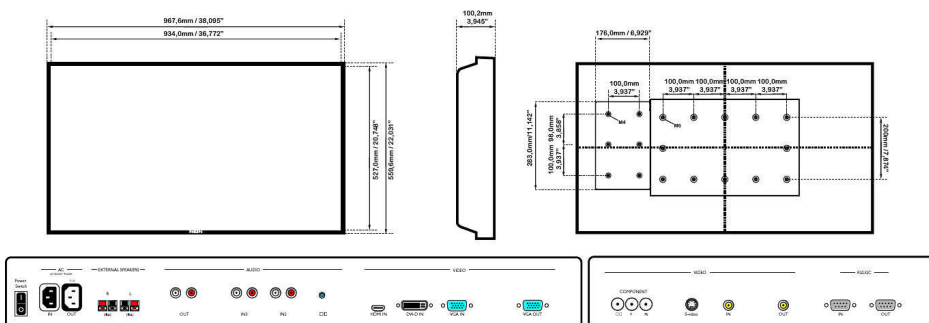 967,6mm / 38,095"
934,0mm / 36,772"
527,0mm / 20,748"
559,6mm / 22,031"
PHILIPS
100,2mm
3,945"
176,0mm / 6,929"
100,0mm
3,937"
100,0mm 100,0mm 100,0mm 100,0mm
3,937" 3,937" 3,937" 3,937"
M4
M6
283,0mm/11,142"
98,0mm
3,858"
100,0mm
3,937"
200mm / 7,874"
Power
Switch
AC
IN
OUT
EXTERNAL SPEAKERS
R
L
AUDIO
OUT
IN3
IN2
VIDEO
HDMI IN
DVI-D IN
VGA IN
VGA OUT
VIDEO
COMPONENT
S-video
IN
OUT
RS232C
IN
OUT